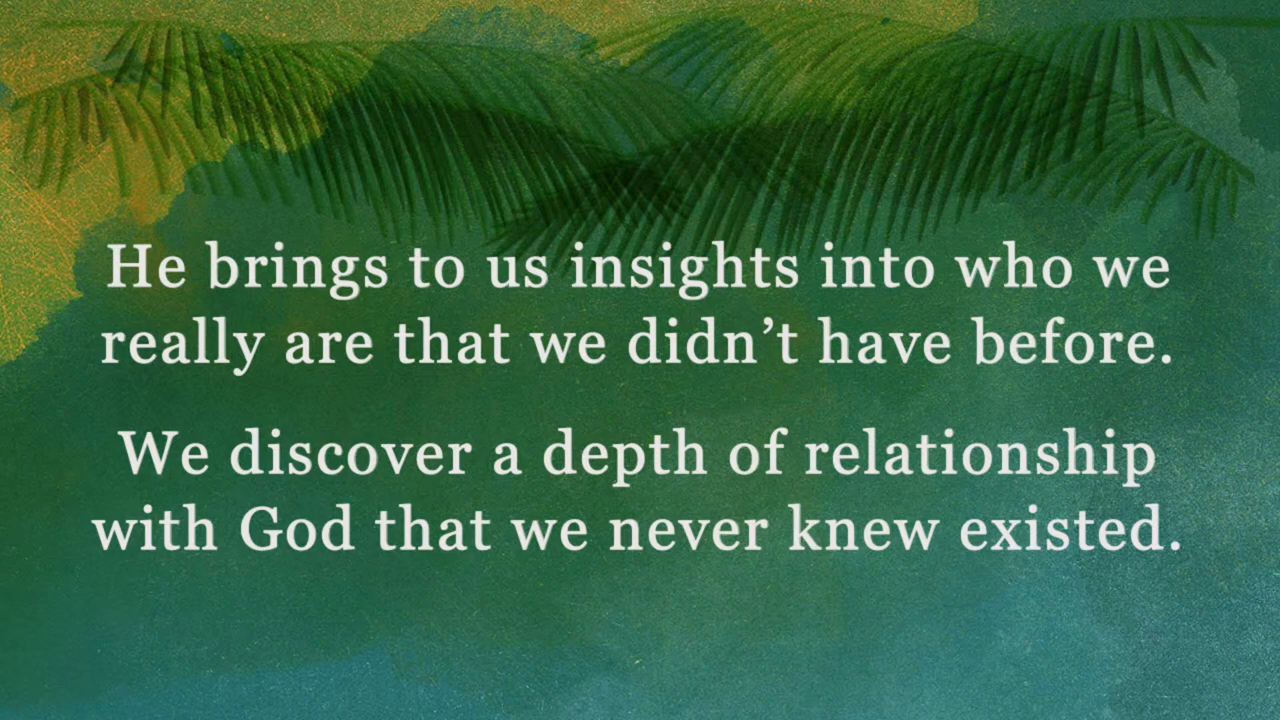 He brings to us insights into who we
really are that we didn’t have before.
We discover a depth of relationship
with God that we never knew existed.